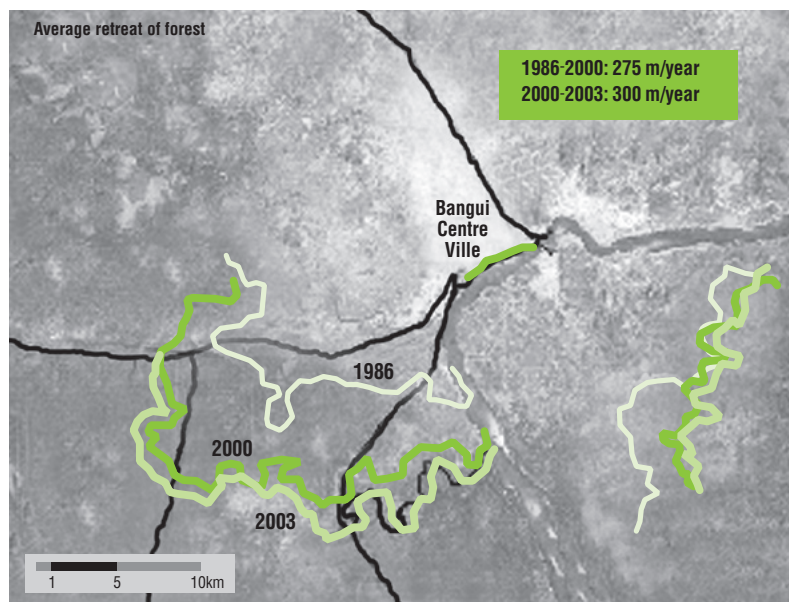 Average retreat of forest
1986-2000: 275 m/year
2000-2003: 300 m/year
Bangui
Centre
Ville
1986
2000
2003
1 5 10km